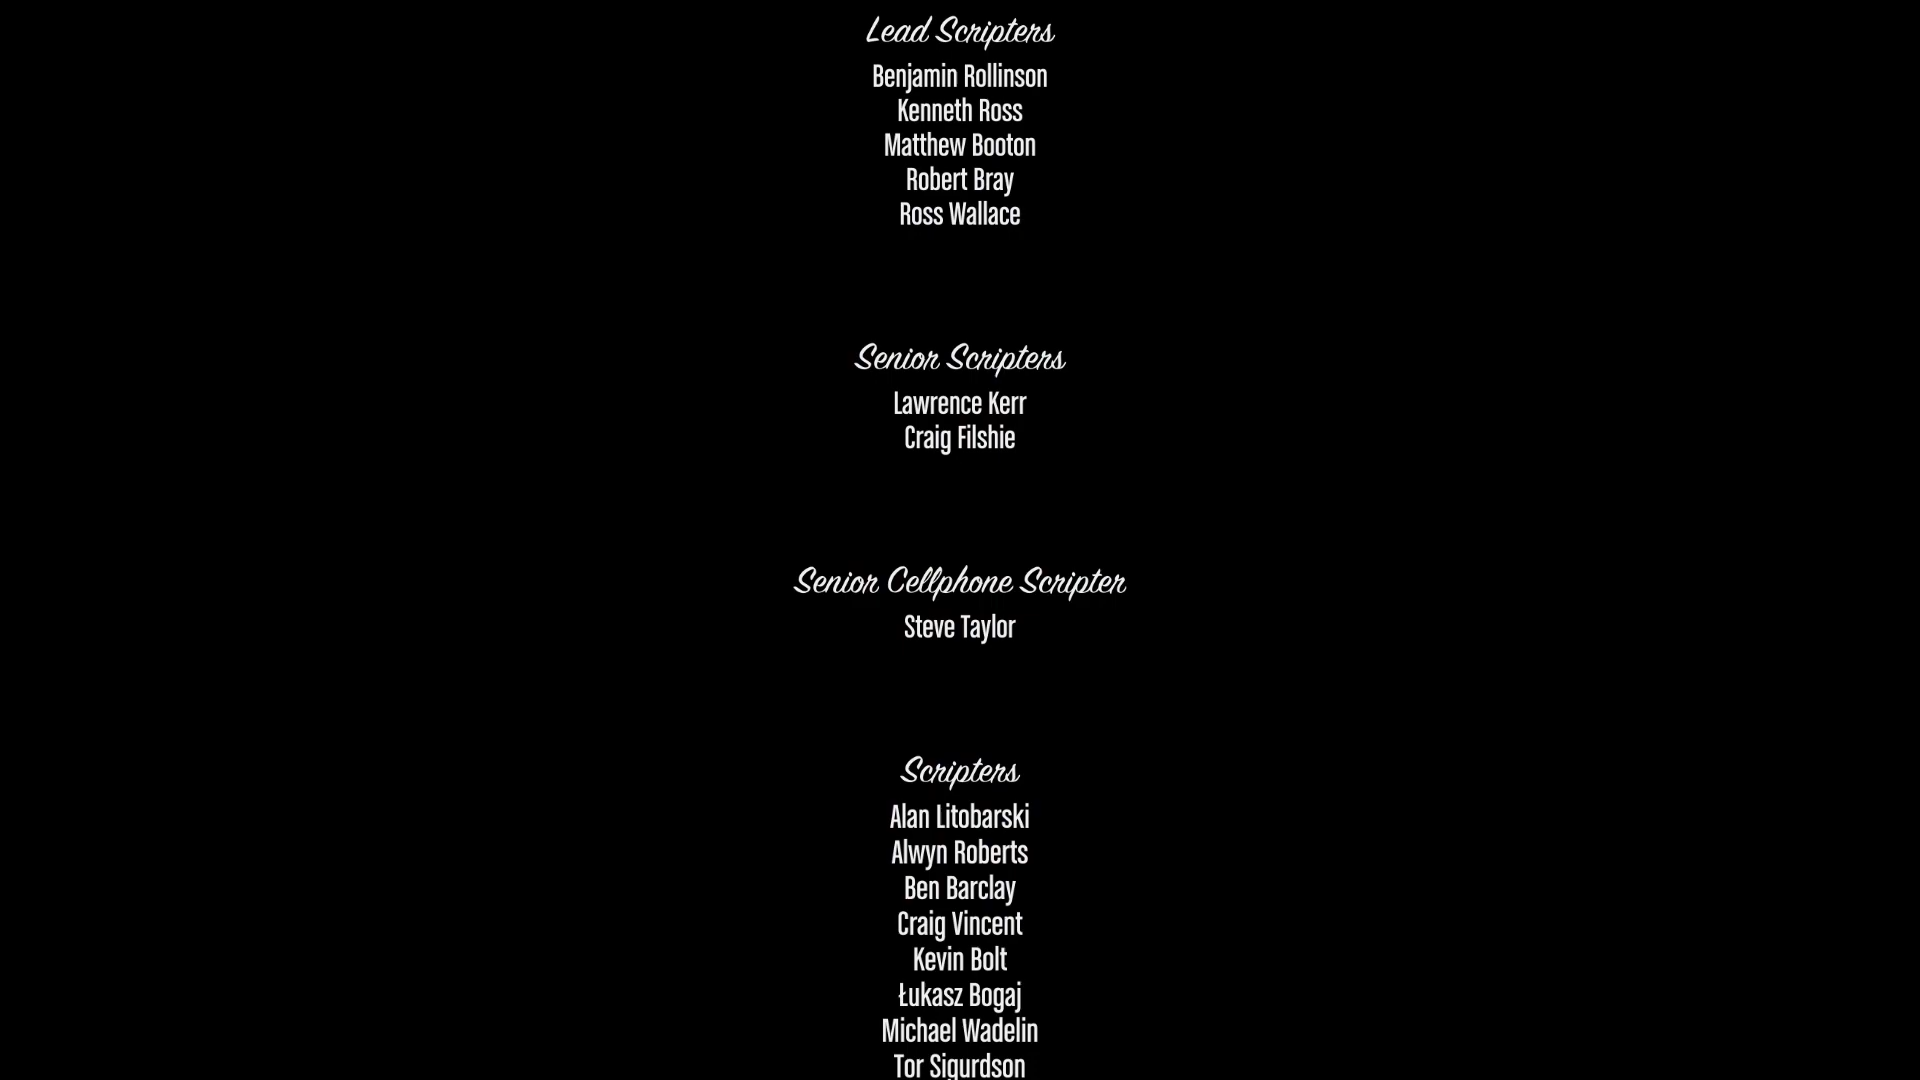 Lead Scripters
Benjamin Rollinson
Kenneth Ross
Matthew Booton
Robert Bray
Ross Wallace
Senior Scripters
Lawrence Kerr
Craig Filshie
Senior Cellphone Scripter
Steve Taylor
Scripters
Alan Litobarski
Alwyn Roberts
Ben Barclay
Craig Vincent
Kevin Bolt
Łukasz Bogaj
Michael Wadelin
Tor Sigurdson